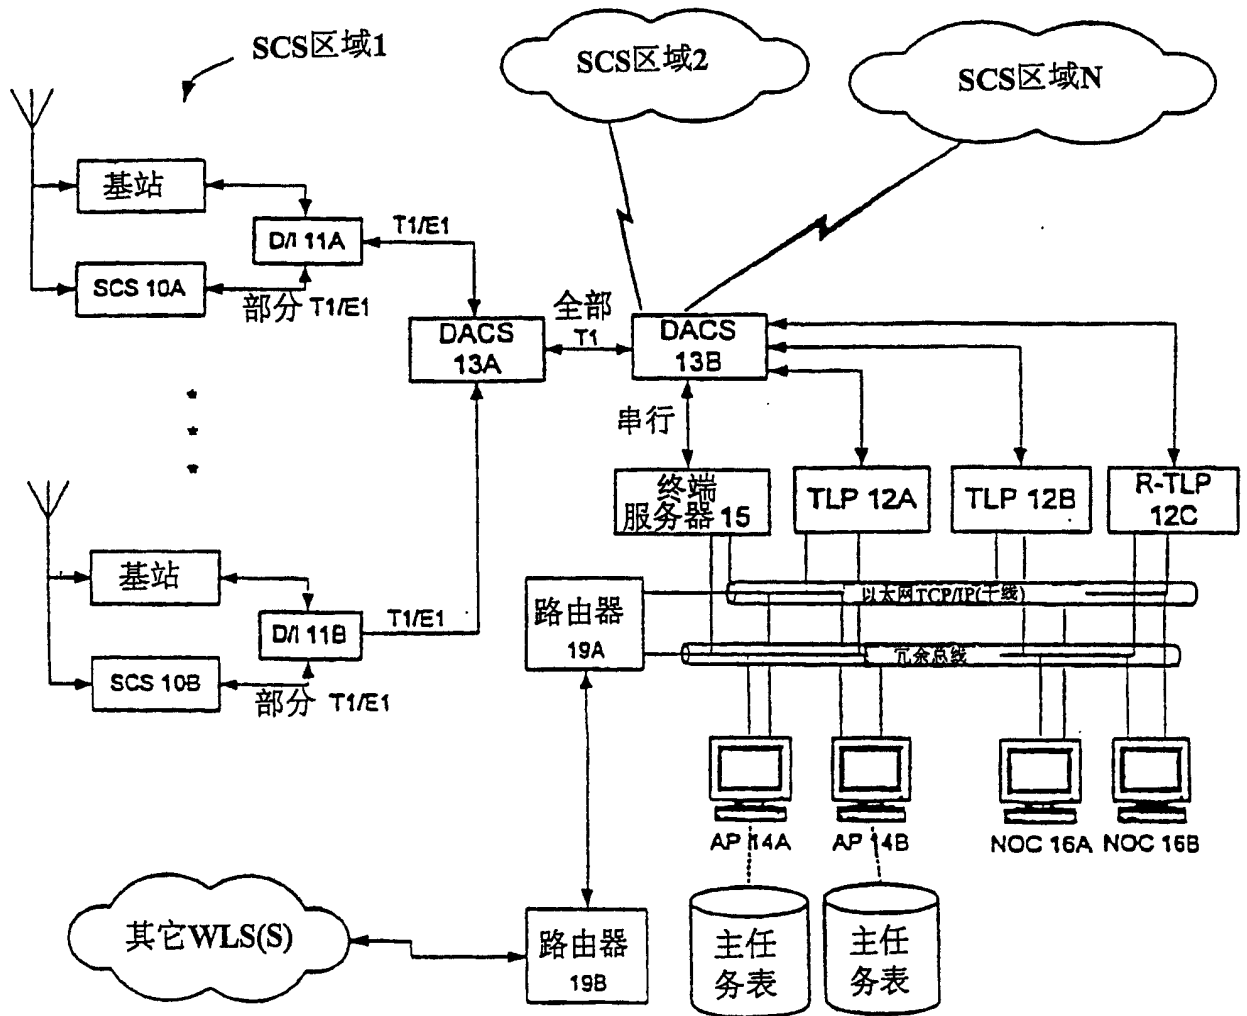 SCS区域1
SCS区域2
SCS区域N
基站
D/I 11A
T1/E1
SCS 10A
部分 T1/E1
全部
T1
DACS
13A
DACS
13B
串行
终端
服务器 15
TLP 12A
TLP 12B
R-TLP
12C
基站
D/I 11B
T1/E1
SCS 10B
部分 T1/E1
路由器
19A
以太网TCP/IP(干线)
冗余总线
AP 14A
AP 14B
NOC 16A
NOC 16B
其它WLS(S)
路由器
19B
主任
务表
主任
务表